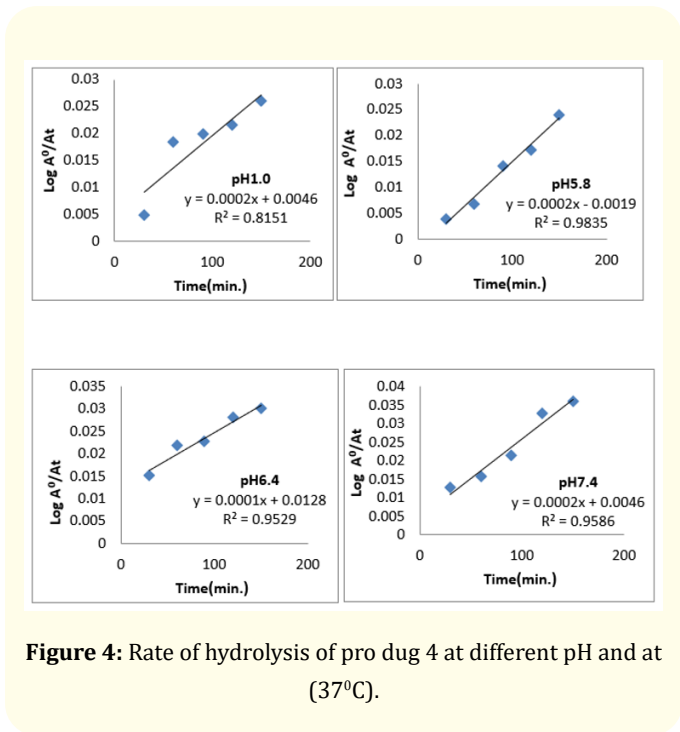 0.03
0.025
0.02
0.015
0.01
0.005
0
0
100
200
Log A⁰/At
Time(min.)
pH1.0
y = 0.0002x + 0.0046
R² = 0.8151
0.03
0.025
0.02
0.015
0.01
0.005
0
0
100
200
Log A⁰/At
Time(min.)
pH5.8
y = 0.0002x - 0.0019
R² = 0.9835
0.035
0.03
0.025
0.02
0.015
0.01
0.005
0
0
100
200
Log A⁰/At
Time(min.)
pH6.4
y = 0.0001x + 0.0128
R² = 0.9529
0.04
0.035
0.03
0.025
0.02
0.015
0.01
0.005
0
0
100
200
Log A⁰/At
Time(min.)
pH7.4
y = 0.0002x + 0.0046
R² = 0.9586
Figure 4: Rate of hydrolysis of pro dug 4 at different pH and at
(37⁰C).